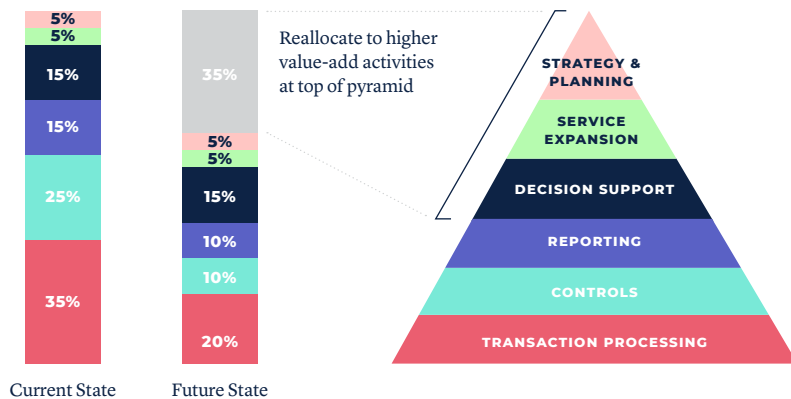 5%
5%
15%
15%
25%
35%
Current State
35%
5%
5%
15%
10%
10%
20%
Future State
Reallocate to higher
value-add activities
at top of pyramid
STRATEGY &
PLANNING
SERVICE
EXPANSION
DECISION SUPPORT
REPORTING
CONTROLS
TRANSACTION PROCESSING